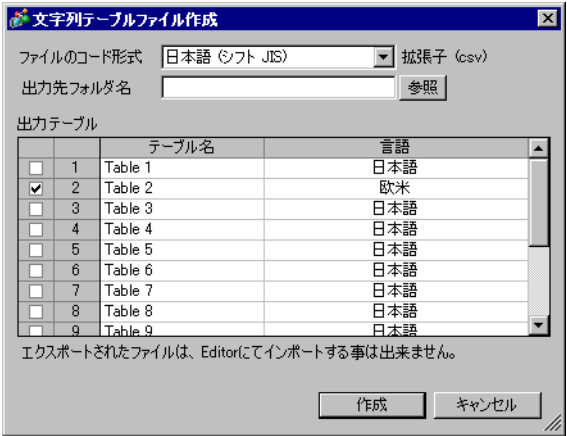 文字列テーブルファイル作成
ファイルのコード形式 日本語 (シフト JIS) 拡張子 (csv)
出力先フォルダ名 参照
出力テーブル
テーブル名 言語
1 Table 1 日本語
2 Table 2 欧米
3 Table 3 日本語
4 Table 4 日本語
5 Table 5 日本語
6 Table 6 日本語
7 Table 7 日本語
8 Table 8 日本語
9 Table 9 日本語
エクスポートされたファイルは、Editorにてインポートする事は出来ません。
作成 キャンセル